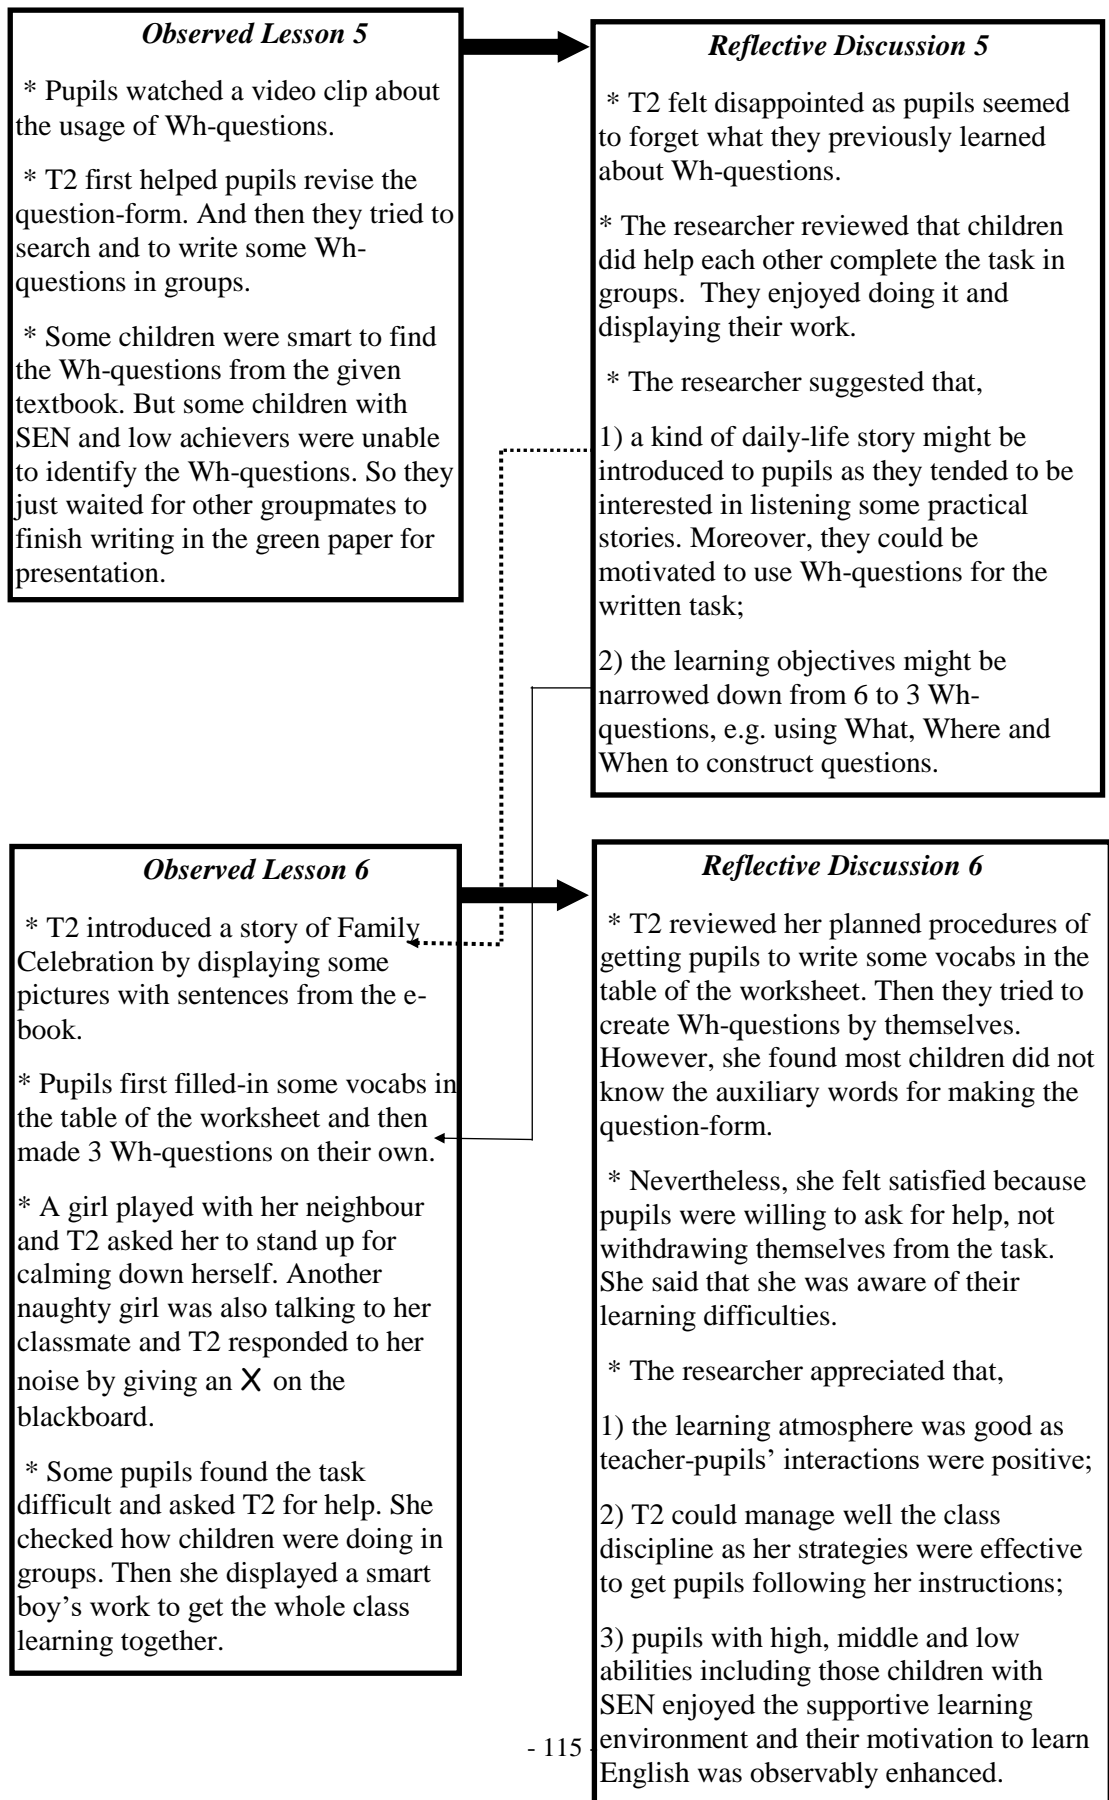 Observed Lesson 5
* Pupils watched a video clip about
the usage of Wh-questions.
* T2 first helped pupils revise the
question-form. And then they tried to
search and to write some Wh-
questions in groups.
* Some children were smart to find
the Wh-questions from the given
textbook. But some children with
SEN and low achievers were unable
to identify the Wh-questions. So they
just waited for other groupmates to
finish writing in the green paper for
presentation.
Reflective Discussion 5
* T2 felt disappointed as pupils seemed
to forget what they previously learned
about Wh-questions.
* The researcher reviewed that children
did help each other complete the task in
groups.  They enjoyed doing it and
displaying their work.
* The researcher suggested that,
1) a kind of daily-life story might be
introduced to pupils as they tended to be
interested in listening some practical
stories. Moreover, they could be
motivated to use Wh-questions for the
written task;
2) the learning objectives might be
narrowed down from 6 to 3 Wh-
questions, e.g. using What, Where and
When to construct questions.
Observed Lesson 6
* T2 introduced a story of Family
Celebration by displaying some
pictures with sentences from the e-
book.
* Pupils first filled-in some vocabs in
the table of the worksheet and then
made 3 Wh-questions on their own.
* A girl played with her neighbour
and T2 asked her to stand up for
calming down herself. Another
naughty girl was also talking to her
classmate and T2 responded to her
noise by giving an X on the
blackboard.
* Some pupils found the task
difficult and asked T2 for help. She
checked how children were doing in
groups. Then she displayed a smart
boy’s work to get the whole class
learning together.
Reflective Discussion 6
* T2 reviewed her planned procedures of
getting pupils to write some vocabs in the
table of the worksheet. Then they tried to
create Wh-questions by themselves.
However, she found most children did not
know the auxiliary words for making the
question-form.
* Nevertheless, she felt satisfied because
pupils were willing to ask for help, not
withdrawing themselves from the task.
She said that she was aware of their
learning difficulties.
* The researcher appreciated that,
1) the learning atmosphere was good as
teacher-pupils’ interactions were positive;
2) T2 could manage well the class
discipline as her strategies were effective
to get pupils following her instructions;
3) pupils with high, middle and low
abilities including those children with
SEN enjoyed the supportive learning
environment and their motivation to learn
English was observably enhanced.
- 115 -